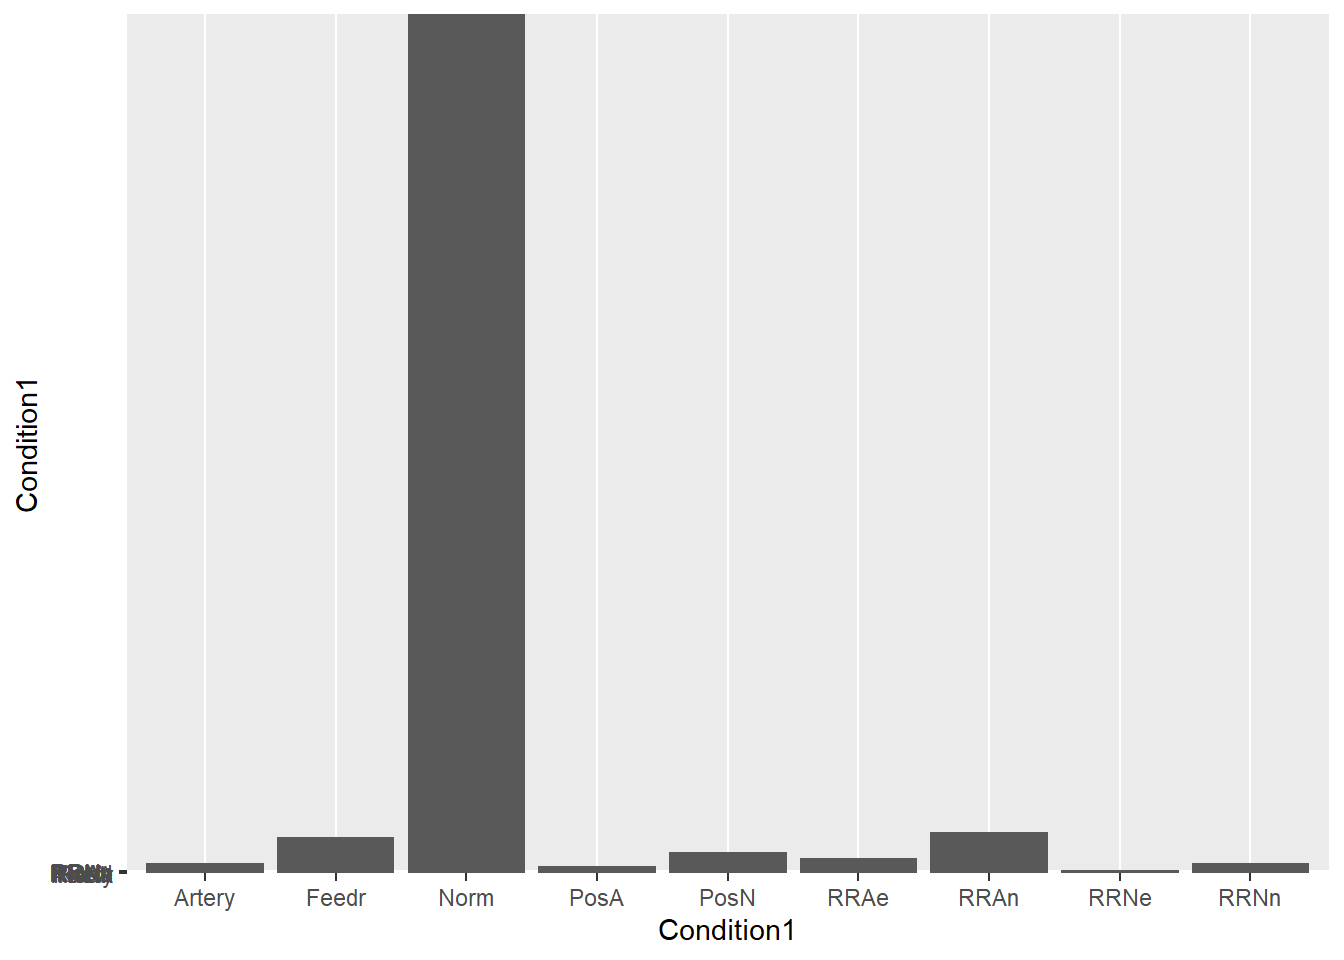 Condition1
Artery Feedr Norm PosA PosN RRAe RRAn RRNe RRNn
Condition1